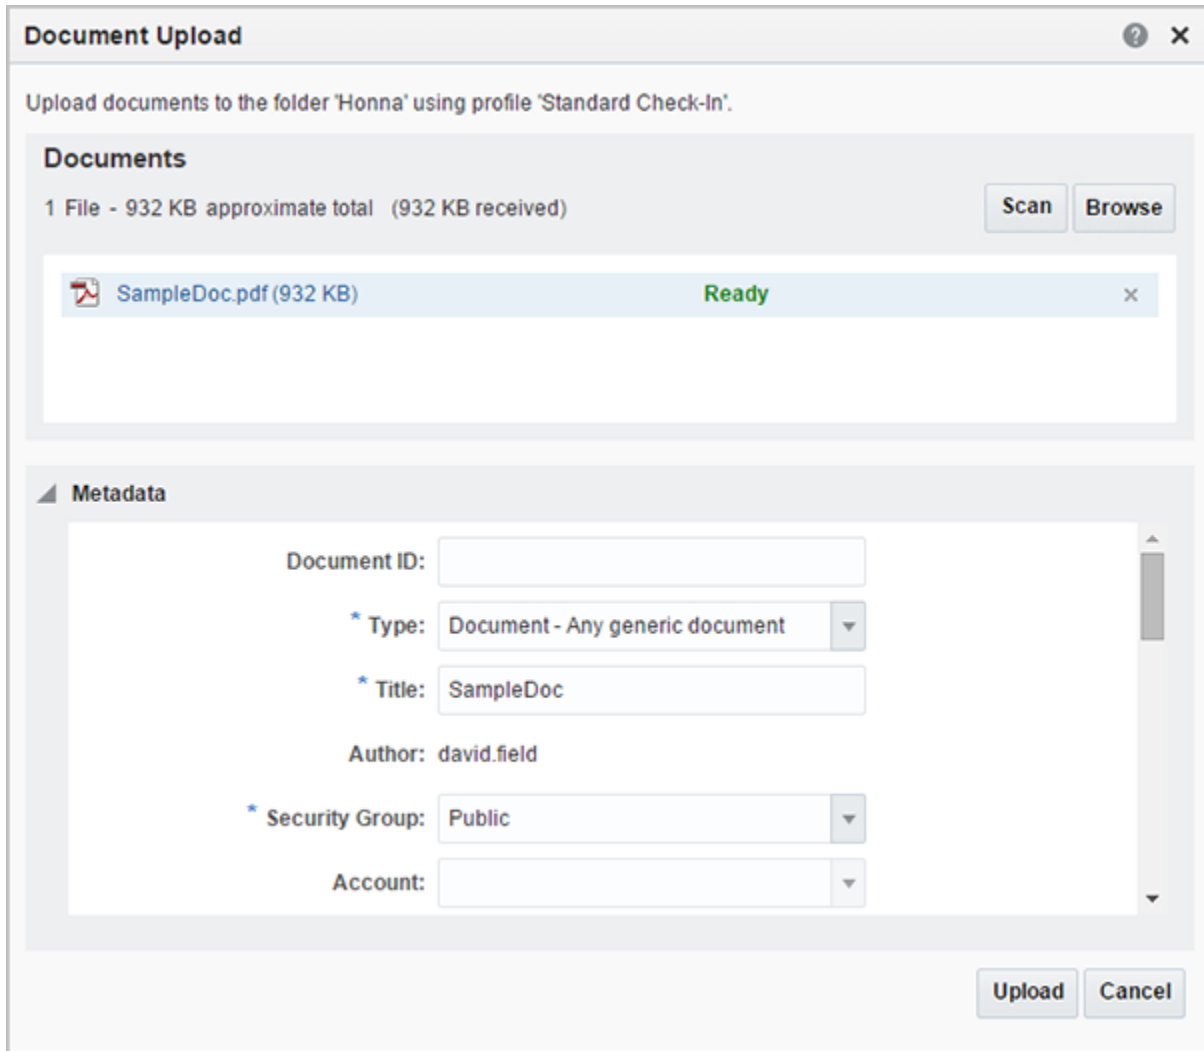 Document Upload
Upload documents to the folder 'Honna' using profile 'Standard Check-In'.
Documents
1 File - 932 KB approximate total (932 KB received)
Scan Browse
SampleDoc.pdf (932 KB) Ready
Metadata
Document ID:
* Type: Document - Any generic document
* Title: SampleDoc
Author: david.field
* Security Group: Public
Account:
Upload Cancel